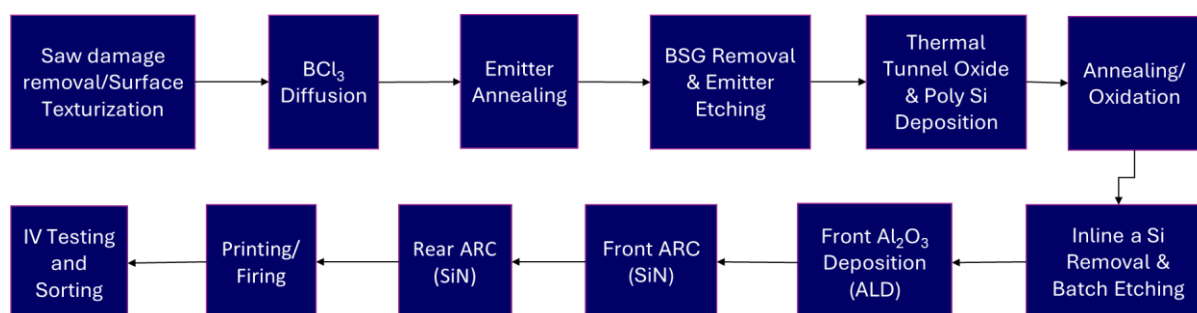 Saw damage
removal/Surface
Texturization
BCl₃
Diffusion
Emitter
Annealing
BSG Removal
& Emitter
Etching
Thermal
Tunnel Oxide
& Poly Si
Deposition
Annealing/
Oxidation
Inline a Si
Removal &
Batch Etching
Front Al₂O₃
Deposition
(ALD)
Front ARC
(SiN)
Rear ARC
(SiN)
Printing/
Firing
IV Testing
and
Sorting